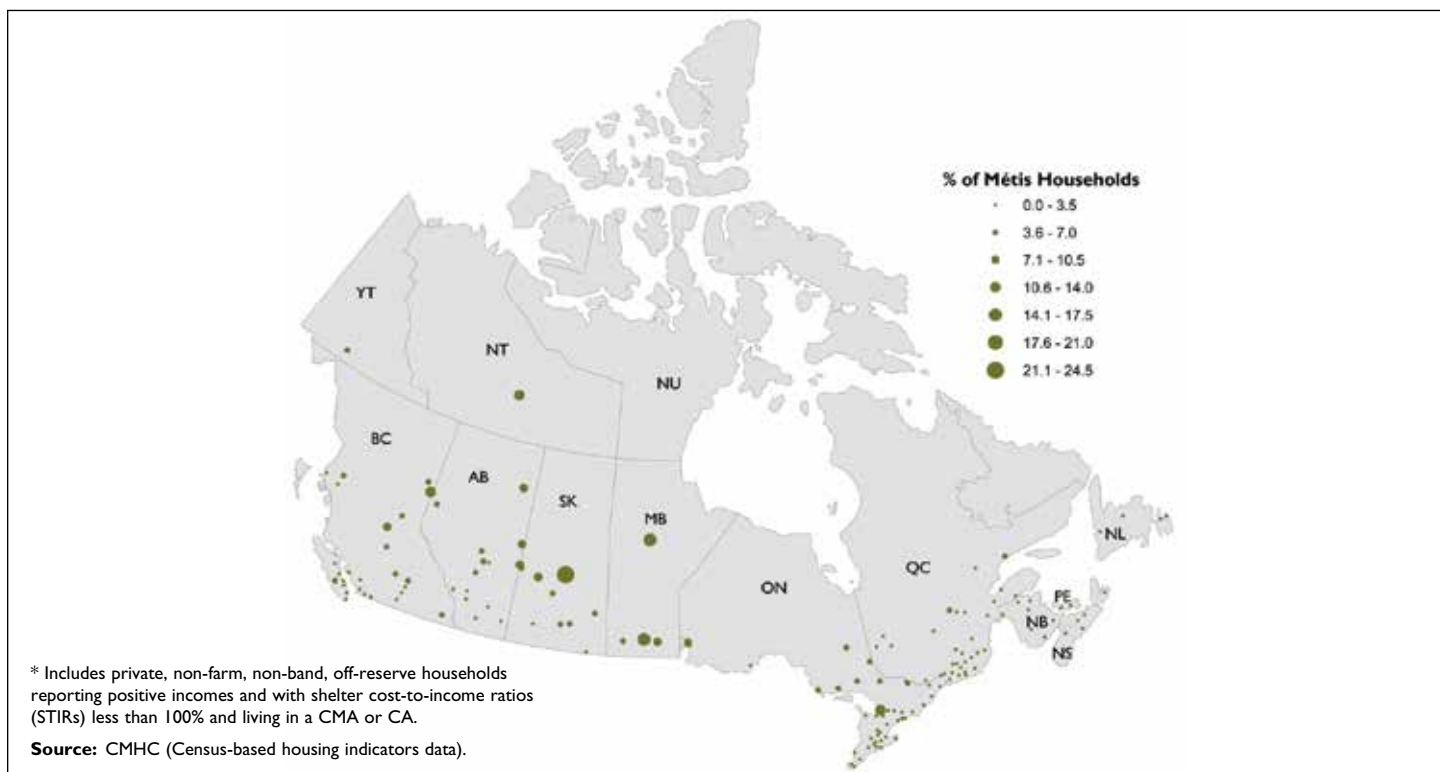 % of Métis Households
0.0 - 3.5
3.6 - 7.0
7.1 - 10.5
10.6 - 14.0
14.1 - 17.5
17.6 - 21.0
21.1 - 24.5
YT
NT
NU
BC
AB
SK
MB
NL
QC
ON
PE
NB
NS
* Includes private, non-farm, non-band, off-reserve households
reporting positive incomes and with shelter cost-to-income ratios
(STIRs) less than 100% and living in a CMA or CA.
Source: CMHC (Census-based housing indicators data).